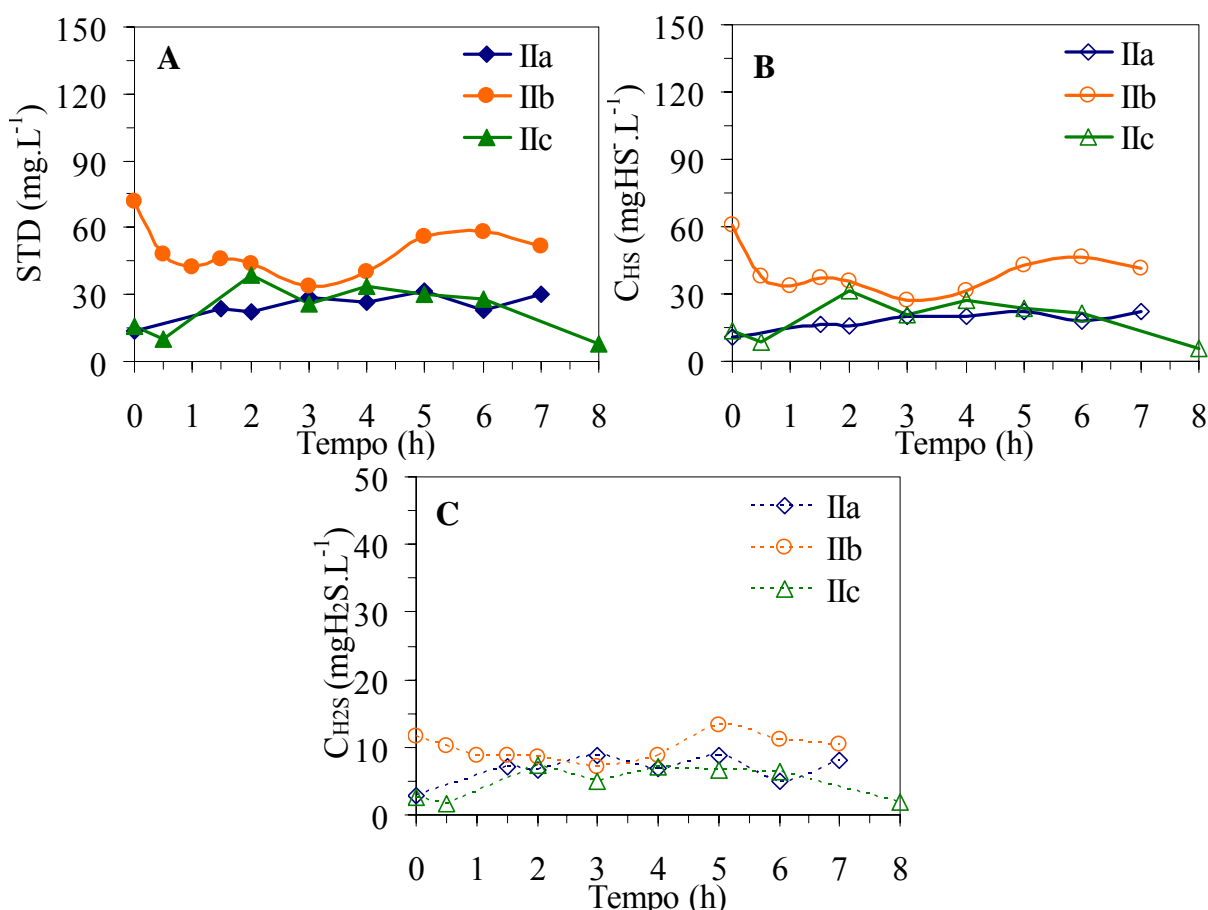 A
STD (mg.L⁻¹)
150
120
90
60
30
0
IIa
IIb
IIc
0 1 2 3 4 5 6 7 8
Tempo (h)
B
C_HS (mgHS⁻.L⁻¹)
150
120
90
60
30
0
IIa
IIb
IIc
0 1 2 3 4 5 6 7 8
Tempo (h)
C
C_H2S (mgH₂S.L⁻¹)
50
40
30
20
10
0
IIa
IIb
IIc
0 1 2 3 4 5 6 7 8
Tempo (h)